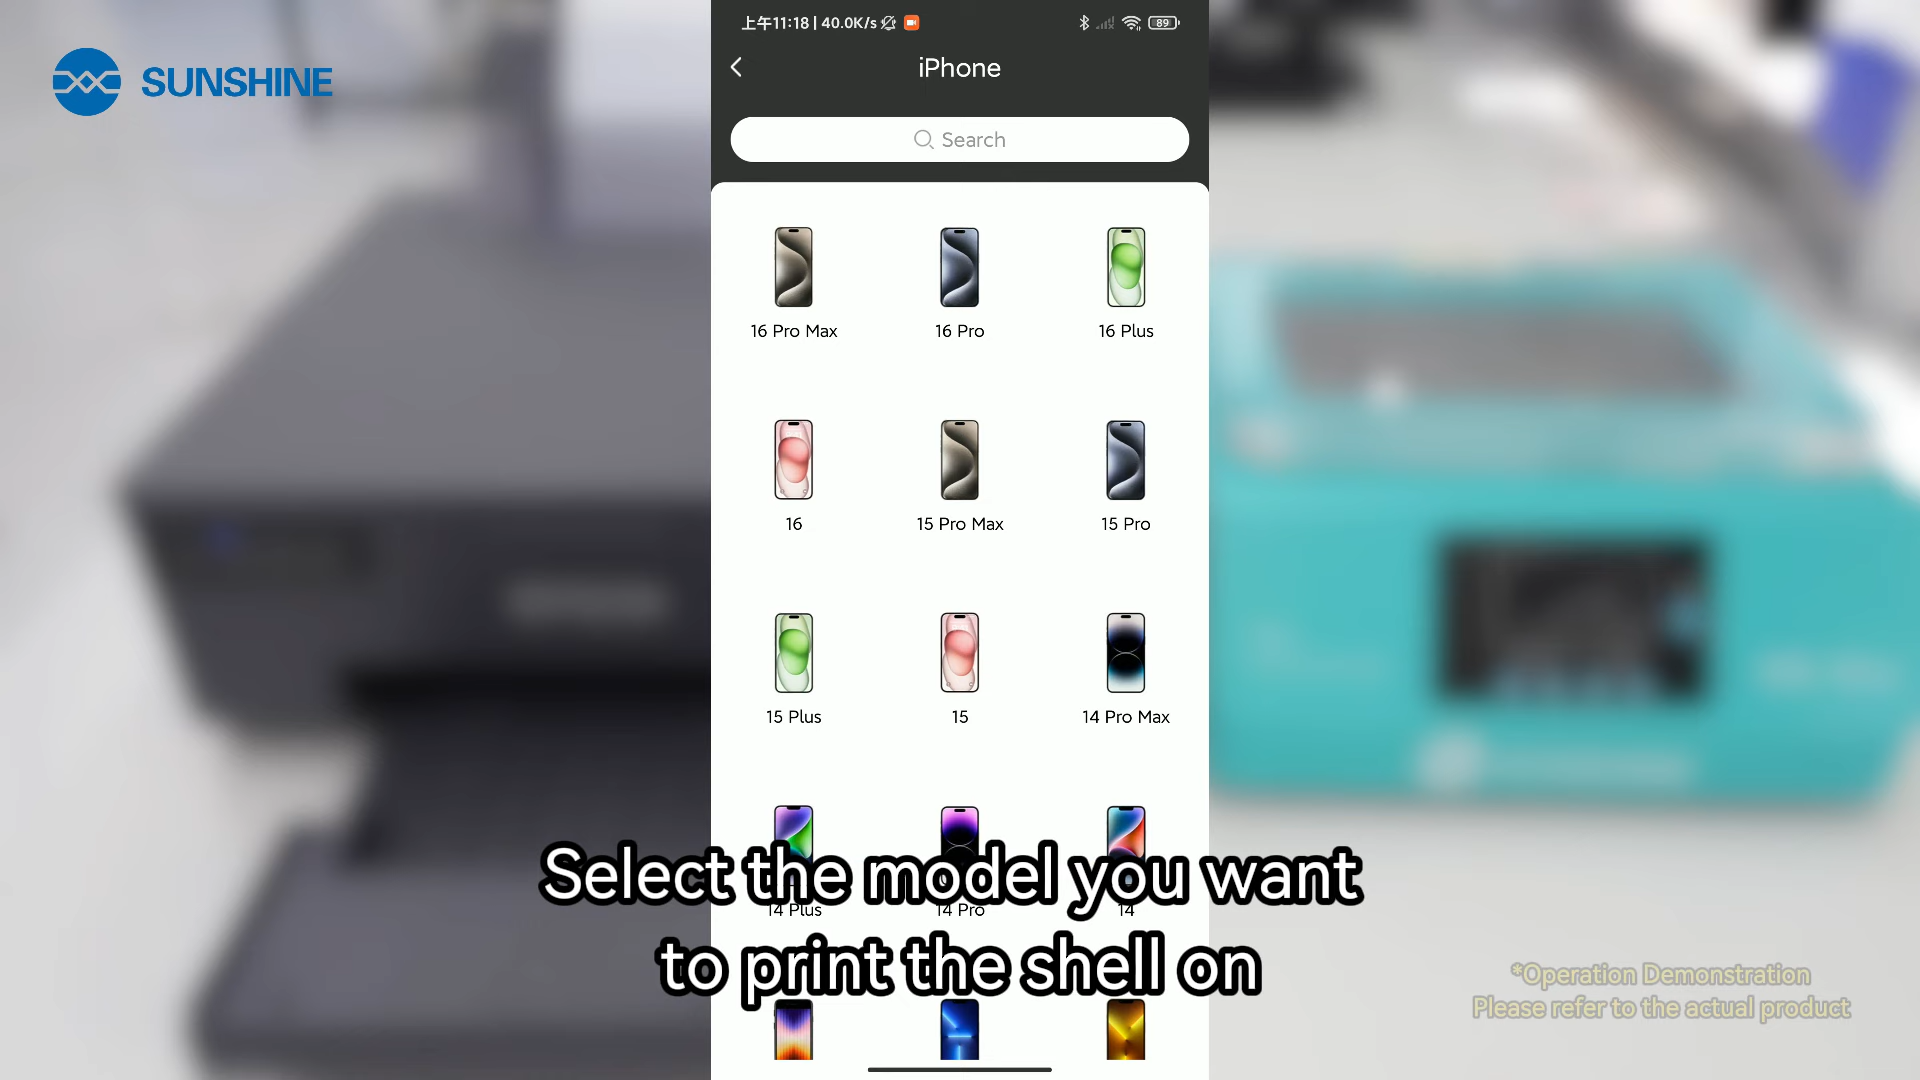 上午11:18 | 40.0K/s
89
SUNSHINE
iPhone
Search
16 Pro Max
16 Pro
16 Plus
16
15 Pro Max
15 Pro
15 Plus
15
14 Pro Max
14 Plus
14 Pro
14
Select the model you want
to print the shell on
*Operation Demonstration
Please refer to the actual product